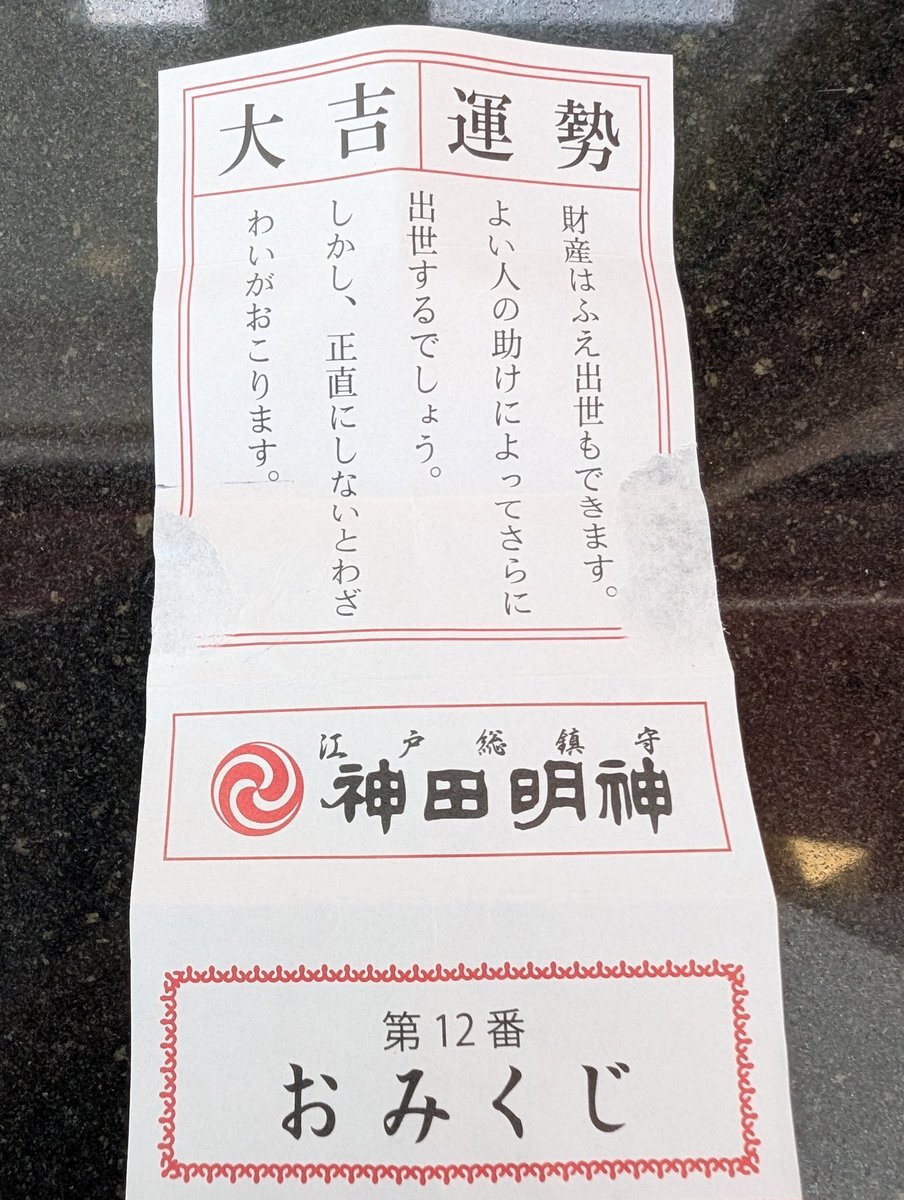 大吉 運勢
財産はふえ出世もできます。
よい人の助けによってさらに
出世するでしょう。
しかし、正直にしないとわざ
わいがおこります。
江戸総鎮守
神田明神
第12番
おみくじ